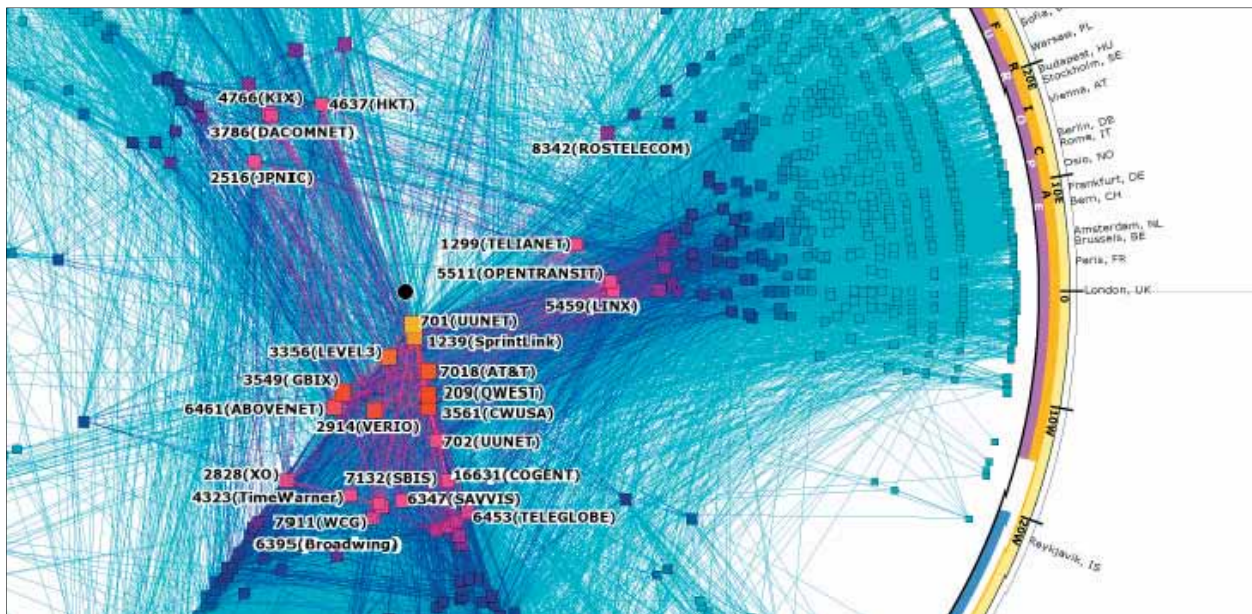 4766(KIX)
4637(HKT)
3786(DACOMNET)
2516(JPNIC)
8342(ROSTELECOM)
1299(TELIANET)
5511(OPENTRANSIT)
5459(LINX)
701(UUNET)
1239(SprintLink)
3356(LEVEL3)
7018(AT&T)
3549(GBIX)
209(QWEST)
6461(ABOVENET)
3561(CWUSA)
2914(VERIO)
702(UUNET)
2828(XO)
7132(SBIS)
16631(COGENT)
4323(TimeWarner)
6347(SAVVIS)
7911(WCG)
6453(TELEGLOBE)
6395(Broadwing)
Sofia,
Warsaw, PL
Budapest, HU
Stockholm, SE
Vienna, AT
Berlin, DE
Rome, IT
Oslo, NO
Frankfurt, DE
Bern, CH
Amsterdam, NL
Brussels, BE
Paris, FR
London, UK
Reykjavik, IS
20E
10E
0
10W
20W
F R I C A
R I P E